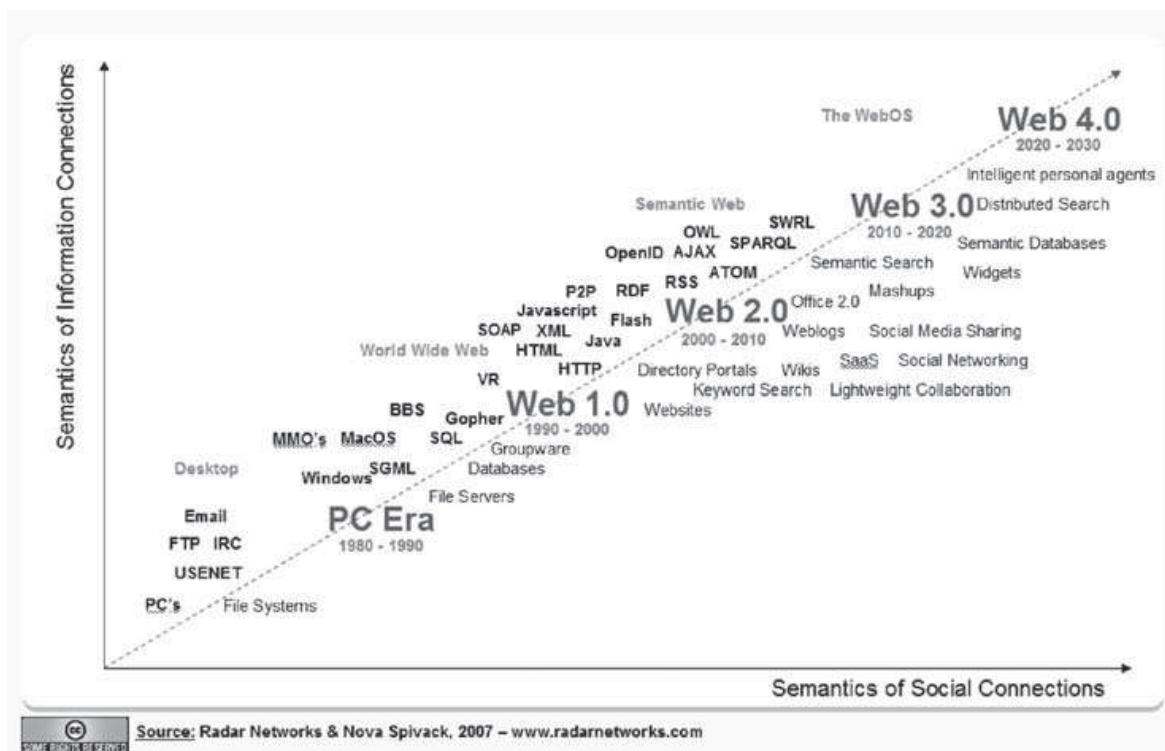 Semantics of Information Connections
The WebOS
Web 4.0
2020 - 2030
Intelligent personal agents
Semantic Web
Web 3.0
Distributed Search
2010 - 2020
SWRL
OWL
SPARQL
Semantic Databases
OpenID
AJAX
Semantic Search
Widgets
ATOM
RSS
P2P
RDF
Mashups
Office 2.0
Javascript
Web 2.0
Flash
2000 - 2010
Weblogs
Social Media Sharing
SOAP
XML
Java
World Wide Web
HTML
SaaS
Social Networking
HTTP
Directory Portals
Wikis
VR
Keyword Search
Lightweight Collaboration
Web 1.0
Websites
1990 - 2000
BBS
Gopher
MMO's
MacOS
SQL
Groupware
Desktop
Windows
SGML
Databases
File Servers
Email
PC Era
1980 - 1990
FTP
IRC
USENET
PC's
File Systems
Semantics of Social Connections
cc
SOME RIGHTS RESERVED
Source: Radar Networks & Nova Spivack, 2007 – www.radarnetworks.com